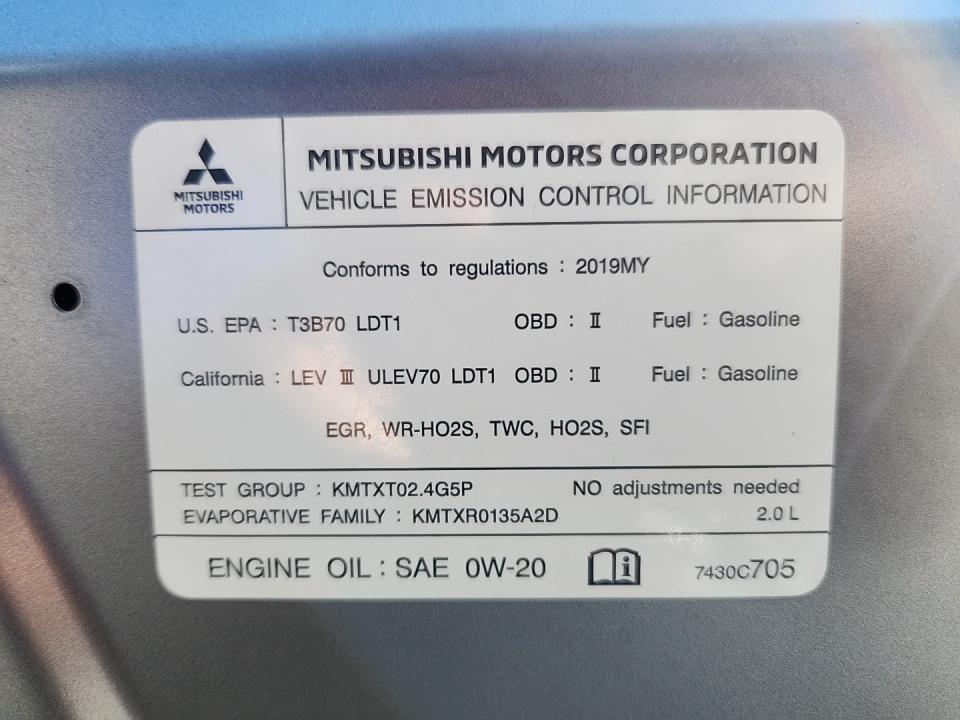 MITSUBISHI
MOTORS
MITSUBISHI MOTORS CORPORATION
VEHICLE EMISSION CONTROL INFORMATION
Conforms to regulations : 2019MY
U.S. EPA : T3B70 LDT1 OBD : Ⅱ Fuel : Gasoline
California : LEV Ⅲ ULEV70 LDT1 OBD : Ⅱ Fuel : Gasoline
EGR, WR-HO2S, TWC, HO2S, SFI
TEST GROUP : KMTXT02.4G5P NO adjustments needed
EVAPORATIVE FAMILY : KMTXR0135A2D 2.0 L
ENGINE OIL : SAE 0W-20 i 7430C705